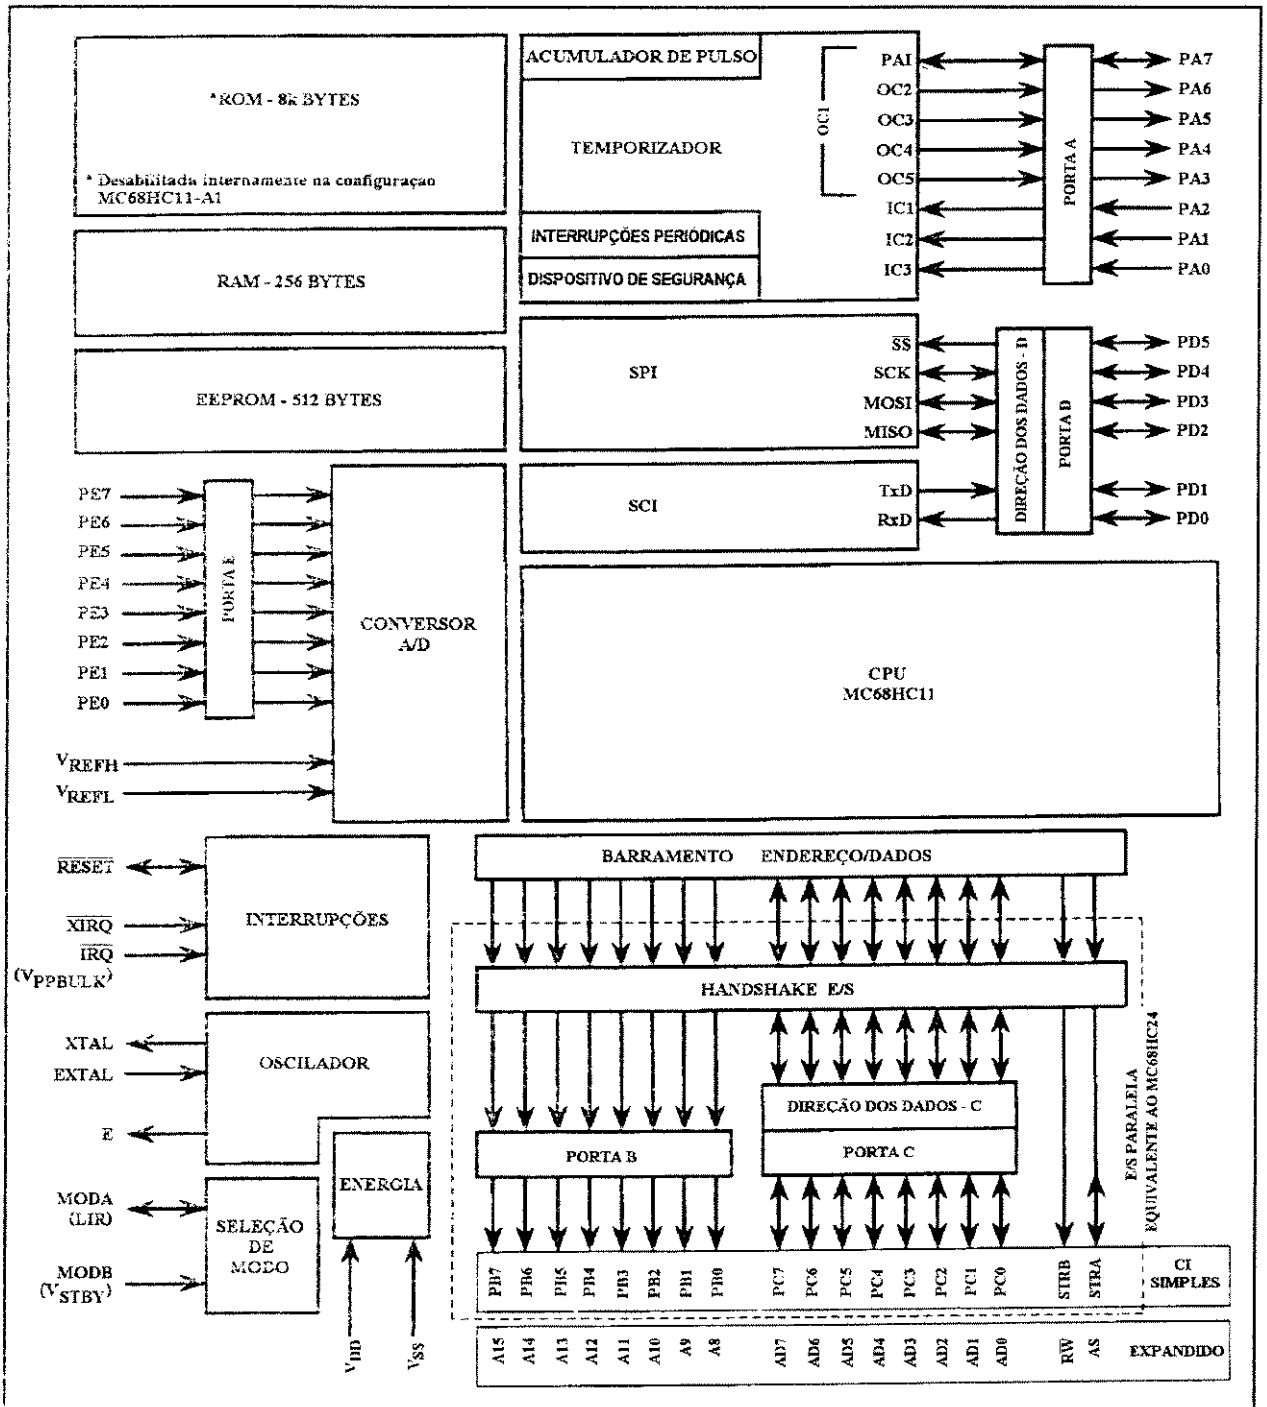 *ROM - 8k BYTES
* Desabilitada internamente na configuraçao
MC68HC11-A1
RAM - 256 BYTES
EEPROM - 512 BYTES
ACUMULADOR DE PULSO
TEMPORIZADOR
INTERRUPÇÕES PERIÓDICAS
DISPOSITIVO DE SEGURANÇA
OC1
PAI
OC2
OC3
OC4
OC5
IC1
IC2
IC3
PORTA A
PA7
PA6
PA5
PA4
PA3
PA2
PA1
PA0
SPI
SS
SCK
MOSI
MISO
SCI
TxD
RxD
DIREÇÃO DOS DADOS - D
PORTA D
PD5
PD4
PD3
PD2
PD1
PD0
PE7
PE6
PE5
PE4
PE3
PE2
PE1
PE0
PORTA E
CONVERSOR
A/D
VREFH
VREFL
CPU
MC68HC11
RESET
XIRQ
IRQ
(VPPBULK)
INTERRUPÇÕES
XTAL
EXTAL
E
OSCILADOR
MODA
(LIR)
MODB
(VSTBY)
SELEÇÃO
DE
MODO
ENERGIA
VDD
VSS
BARRAMENTO ENDEREÇO/DADOS
HANDSHAKE E/S
DIREÇÃO DOS DADOS - C
PORTA B
PORTA C
E/S PARALELA
EQUIVALENTE AO MC68HC24
PB7
PB6
PB5
PB4
PB3
PB2
PB1
PB0
PC7
PC6
PC5
PC4
PC3
PC2
PC1
PC0
STRB
STRA
CI
SIMPLES
A15
A14
A13
A12
A11
A10
A9
A8
AD7
AD6
AD5
AD4
AD3
AD2
AD1
AD0
RW
AS
EXPANDIDO